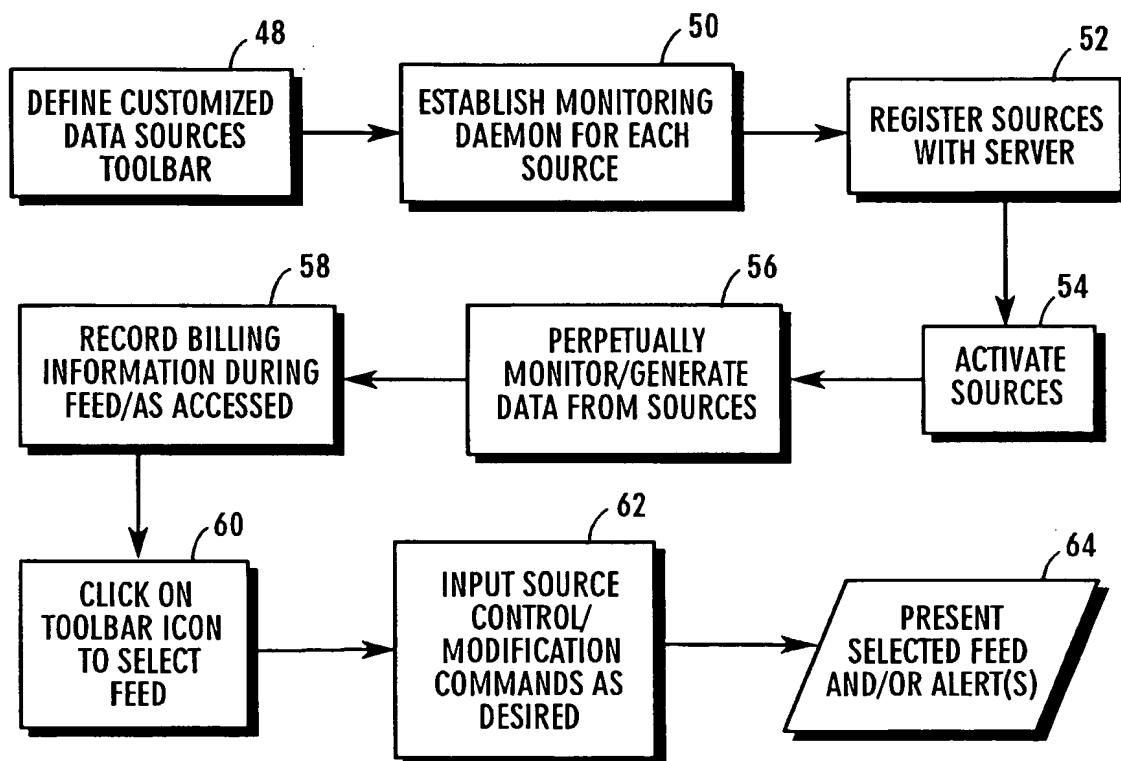 48
DEFINE CUSTOMIZED
DATA SOURCES
TOOLBAR
50
ESTABLISH MONITORING
DAEMON FOR EACH
SOURCE
52
REGISTER SOURCES
WITH SERVER
54
ACTIVATE
SOURCES
56
PERPETUALLY
MONITOR/GENERATE
DATA FROM SOURCES
58
RECORD BILLING
INFORMATION DURING
FEED/AS ACCESSED
60
CLICK ON
TOOLBAR ICON
TO SELECT
FEED
62
INPUT SOURCE
CONTROL/
MODIFICATION
COMMANDS AS
DESIRED
64
PRESENT
SELECTED FEED
AND/OR ALERT(S)